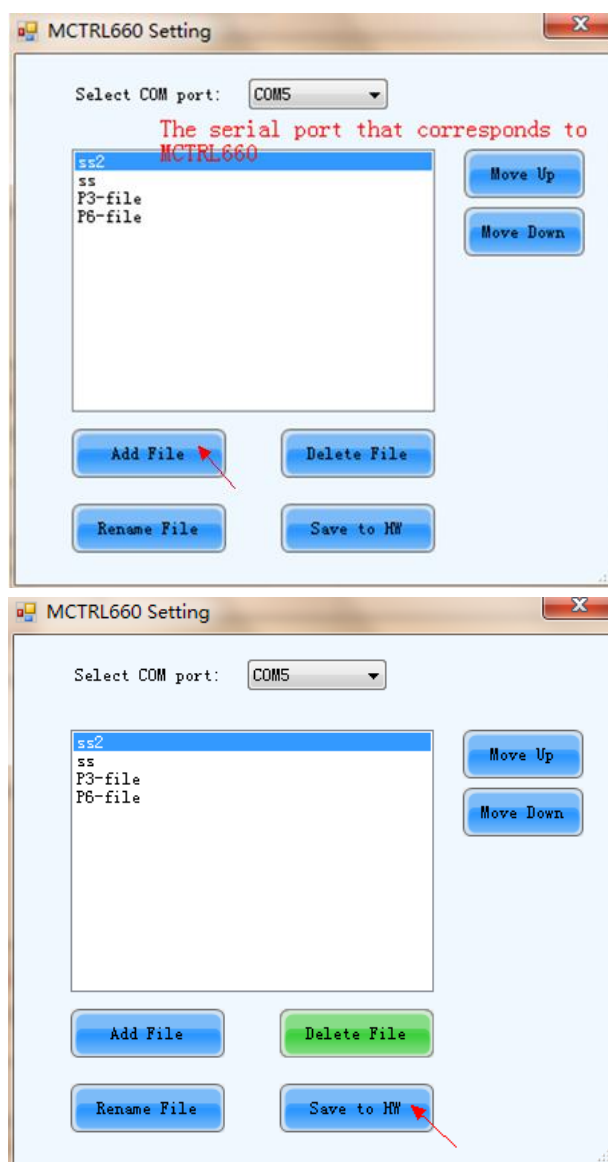 MCTRL660 Setting
Select COM port: COM5
The serial port that corresponds to
MCTRL660
ss2
ss
P3-file
P6-file
Move Up
Move Down
Add File
Delete File
Rename File
Save to HW
MCTRL660 Setting
Select COM port: COM5
ss2
ss
P3-file
P6-file
Move Up
Move Down
Add File
Delete File
Rename File
Save to HW